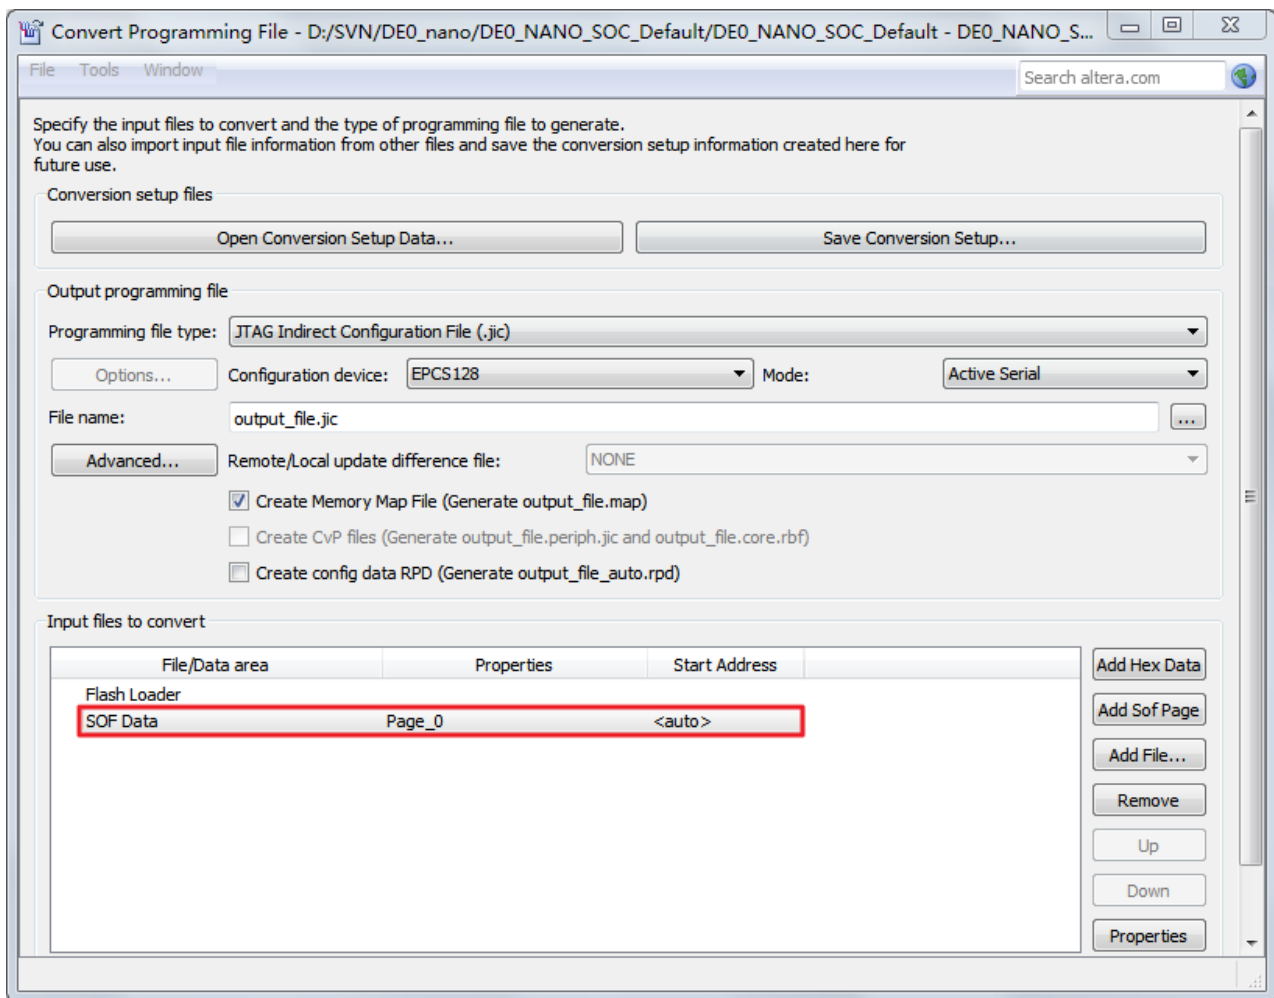 Convert Programming File - D:/SVN/DE0_nano/DE0_NANO_SOC_Default/DE0_NANO_SOC_Default - DE0_NANO_S...
File Tools Window
Search altera.com
Specify the input files to convert and the type of programming file to generate.
You can also import input file information from other files and save the conversion setup information created here for
future use.
Conversion setup files
Open Conversion Setup Data...
Save Conversion Setup...
Output programming file
Programming file type: JTAG Indirect Configuration File (.jic)
Options... Configuration device: EPCS128 Mode: Active Serial
File name: output_file.jic ...
Advanced... Remote/Local update difference file: NONE
Create Memory Map File (Generate output_file.map)
Create CvP files (Generate output_file.periph.jic and output_file.core.rbf)
Create config data RPD (Generate output_file_auto.rpd)
Input files to convert
File/Data area Properties Start Address
Flash Loader
SOF Data Page_0 <auto>
Add Hex Data
Add Sof Page
Add File...
Remove
Up
Down
Properties